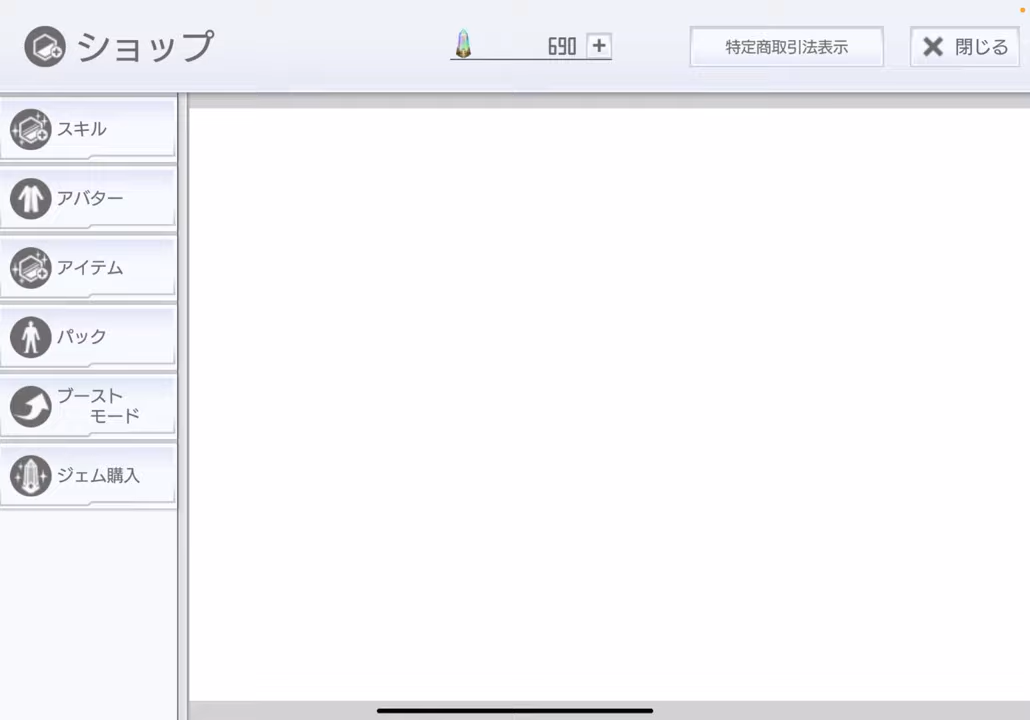 ショップ
690
特定商取引法表示
閉じる
スキル
アバター
アイテム
パック
ブースト
モード
ジェム購入